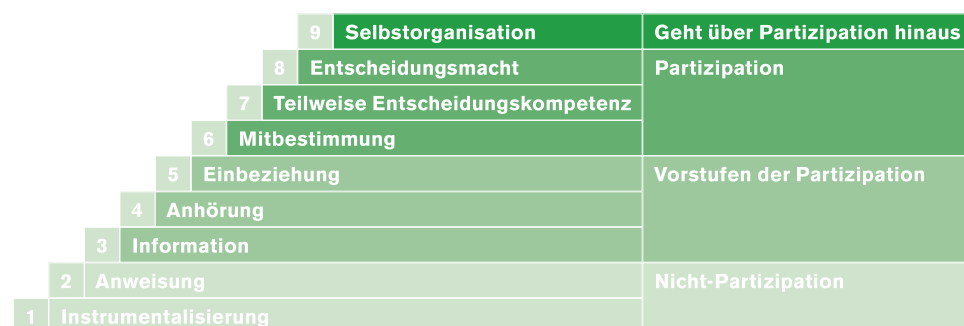 9 Selbstorganisation Geht über Partizipation hinaus
8 Entscheidungsmacht Partizipation
7 Teilweise Entscheidungskompetenz
6 Mitbestimmung
5 Einbeziehung Vorstufen der Partizipation
4 Anhörung
3 Information
2 Anweisung Nicht-Partizipation
1 Instrumentalisierung